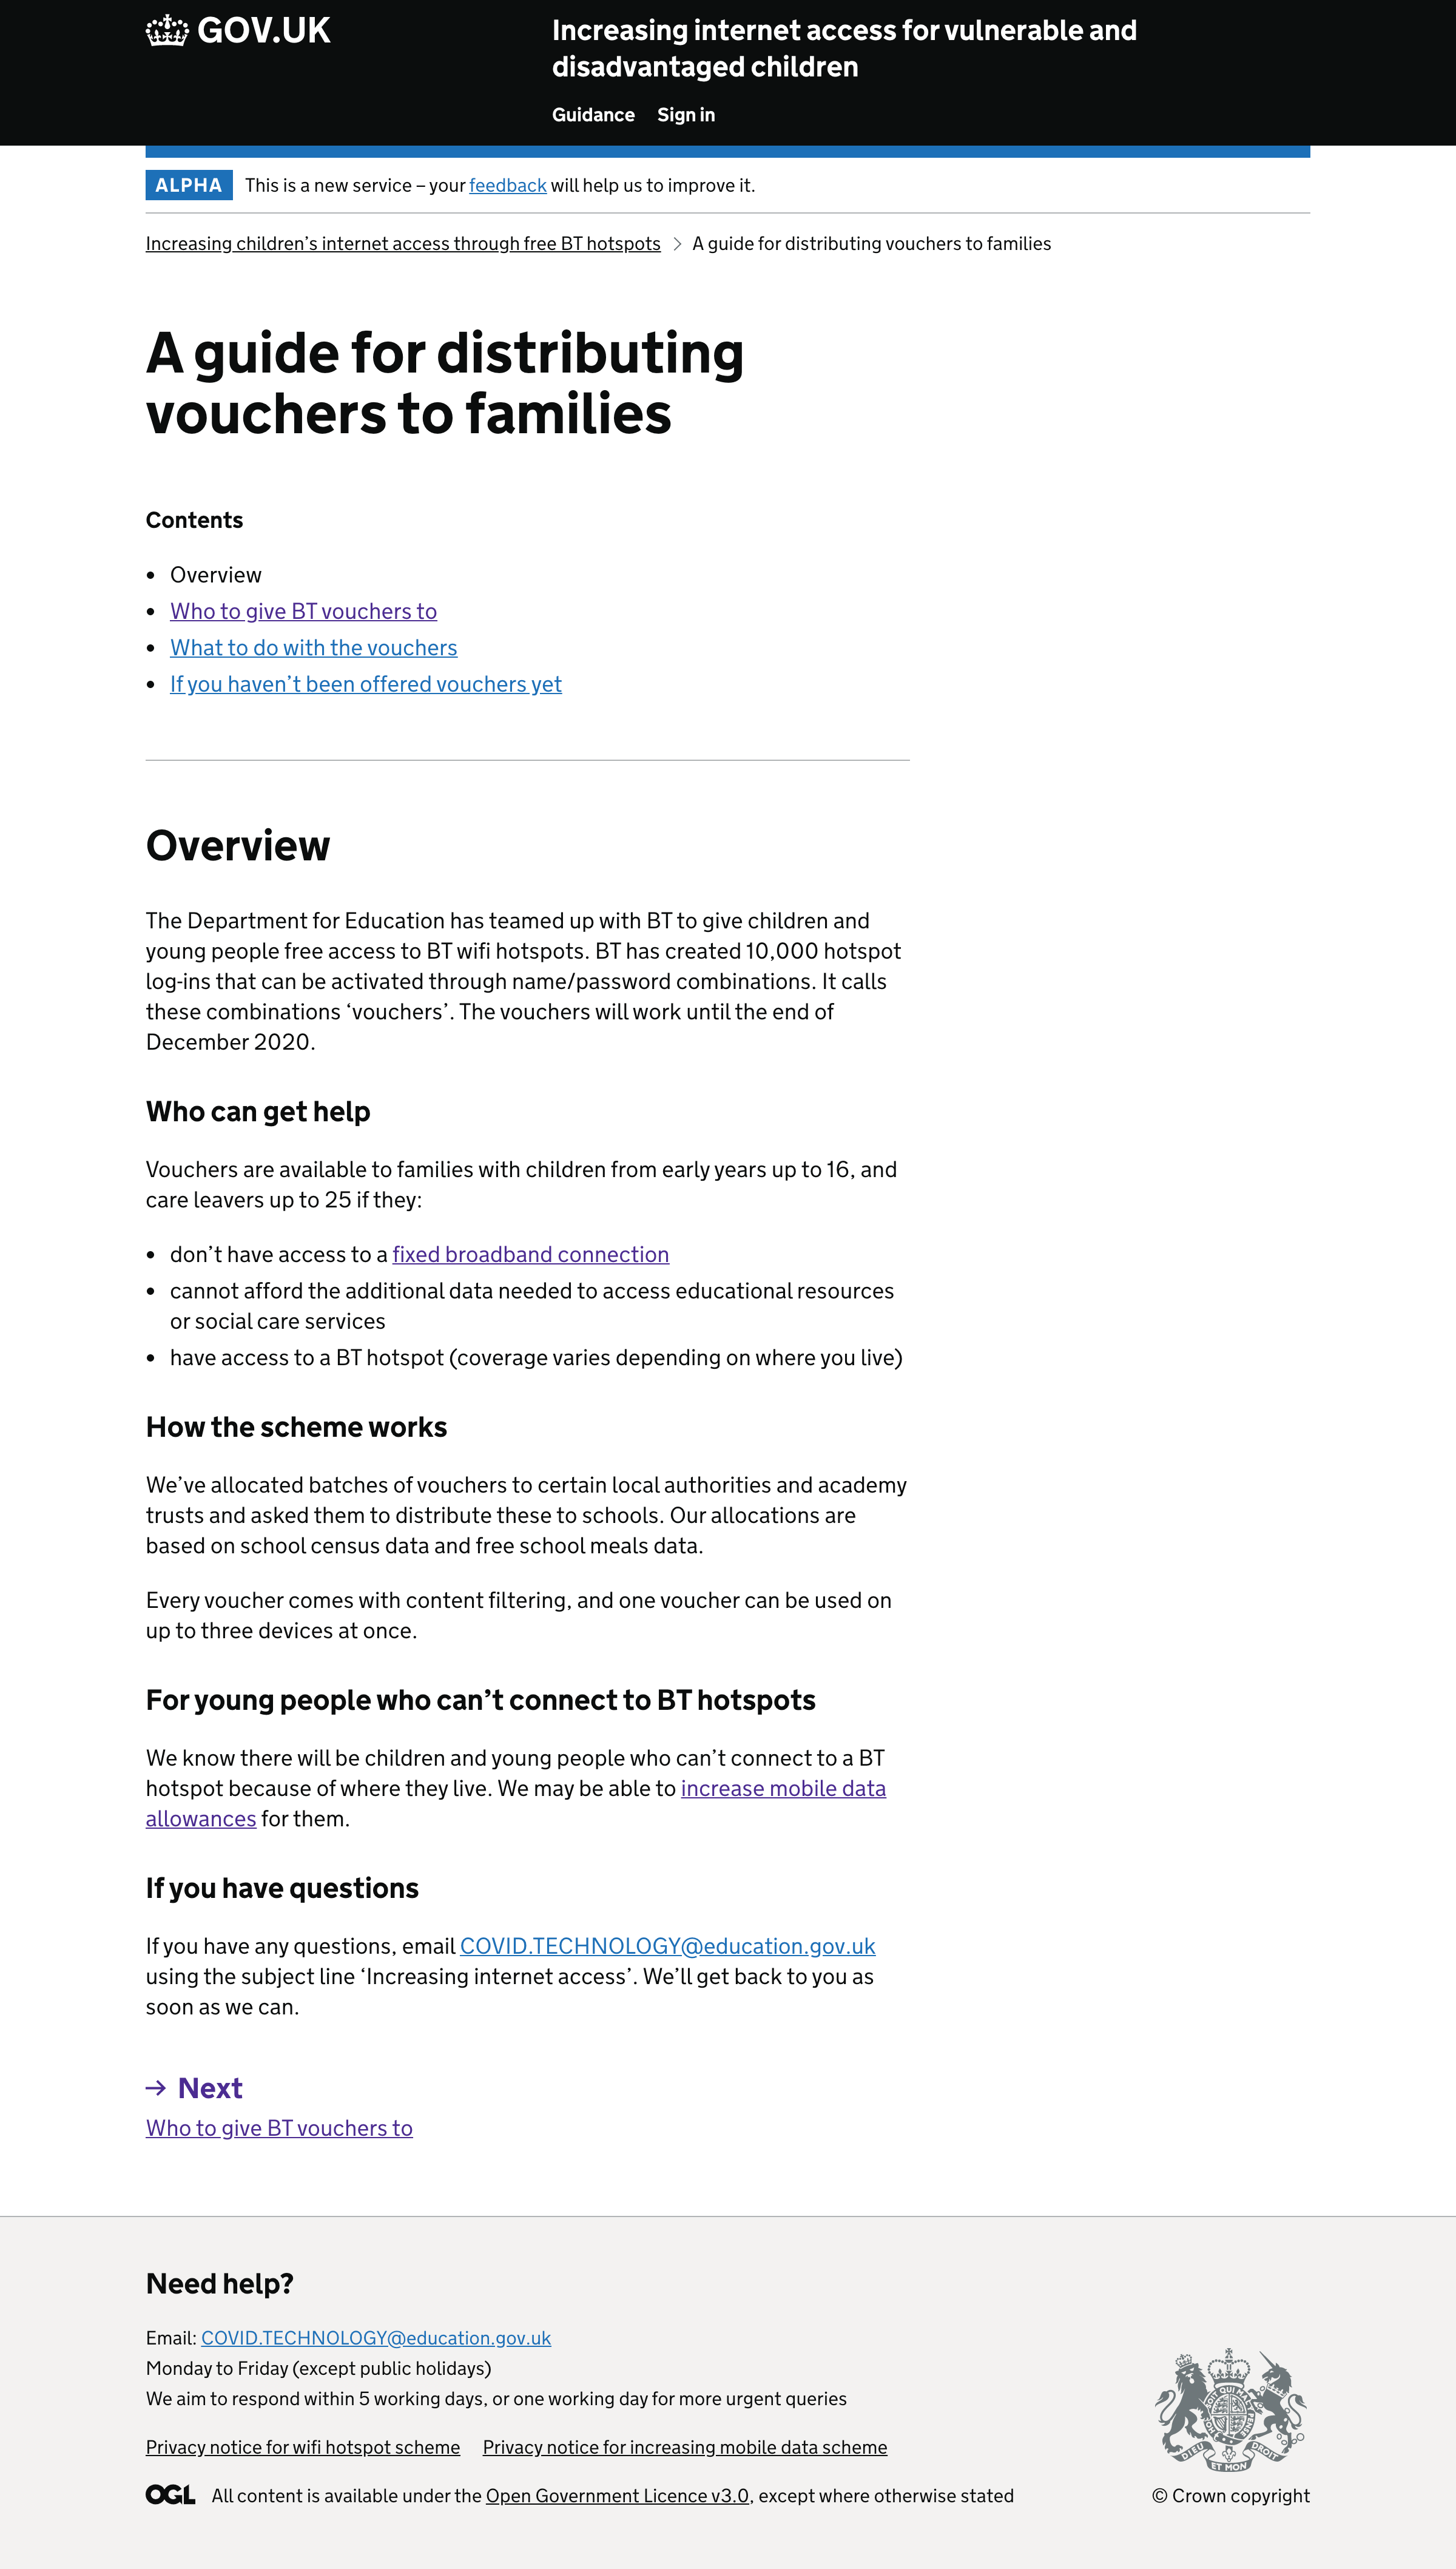 GOV.UK
Increasing internet access for vulnerable and
disadvantaged children
Guidance Sign in
ALPHA This is a new service – your feedback will help us to improve it.
Increasing children’s internet access through free BT hotspots > A guide for distributing vouchers to families
A guide for distributing
vouchers to families
Contents
• Overview
• Who to give BT vouchers to
• What to do with the vouchers
• If you haven’t been offered vouchers yet
Overview
The Department for Education has teamed up with BT to give children and
young people free access to BT wifi hotspots. BT has created 10,000 hotspot
log-ins that can be activated through name/password combinations. It calls
these combinations ‘vouchers’. The vouchers will work until the end of
December 2020.
Who can get help
Vouchers are available to families with children from early years up to 16, and
care leavers up to 25 if they:
• don’t have access to a fixed broadband connection
• cannot afford the additional data needed to access educational resources
or social care services
• have access to a BT hotspot (coverage varies depending on where you live)
How the scheme works
We’ve allocated batches of vouchers to certain local authorities and academy
trusts and asked them to distribute these to schools. Our allocations are
based on school census data and free school meals data.
Every voucher comes with content filtering, and one voucher can be used on
up to three devices at once.
For young people who can’t connect to BT hotspots
We know there will be children and young people who can’t connect to a BT
hotspot because of where they live. We may be able to increase mobile data
allowances for them.
If you have questions
If you have any questions, email COVID.TECHNOLOGY@education.gov.uk
using the subject line ‘Increasing internet access’. We’ll get back to you as
soon as we can.
→ Next
Who to give BT vouchers to
Need help?
Email: COVID.TECHNOLOGY@education.gov.uk
Monday to Friday (except public holidays)
We aim to respond within 5 working days, or one working day for more urgent queries
Privacy notice for wifi hotspot scheme Privacy notice for increasing mobile data scheme
OGL All content is available under the Open Government Licence v3.0, except where otherwise stated
DIEU ET MON DROIT
© Crown copyright